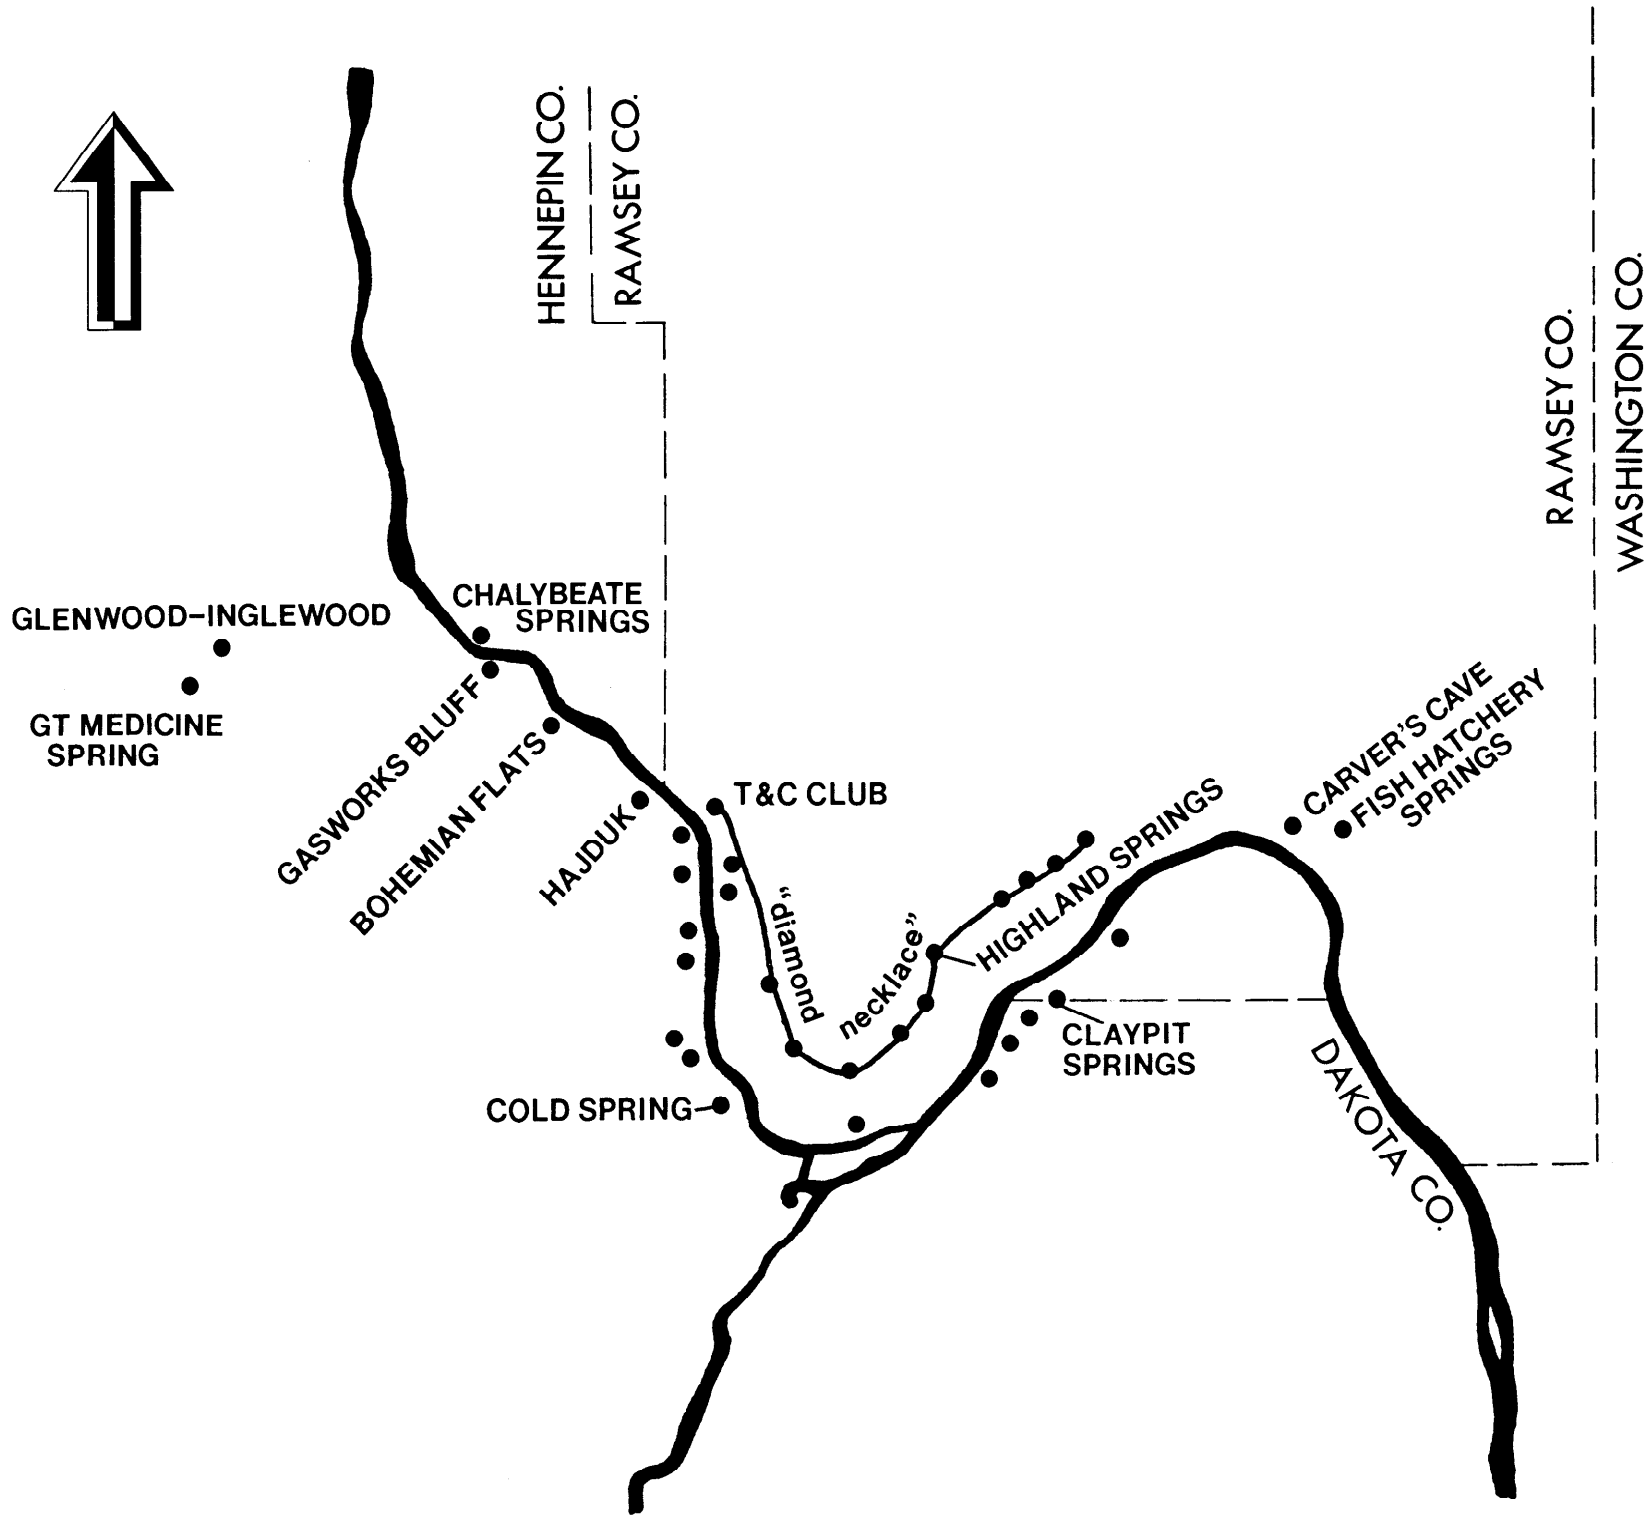 HENNEPIN CO.
RAMSEY CO.
RAMSEY CO.
WASHINGTON CO.
CHALYBEATE
SPRINGS
GLENWOOD-INGLEWOOD
GT MEDICINE
SPRING
GASWORKS BLUFF
BOHEMIAN FLATS
HAJDUK
T&C CLUB
"diamond
necklace"
HIGHLAND SPRINGS
CARVER'S CAVE
FISH HATCHERY
SPRINGS
CLAYPIT
SPRINGS
COLD SPRING
DAKOTA CO.